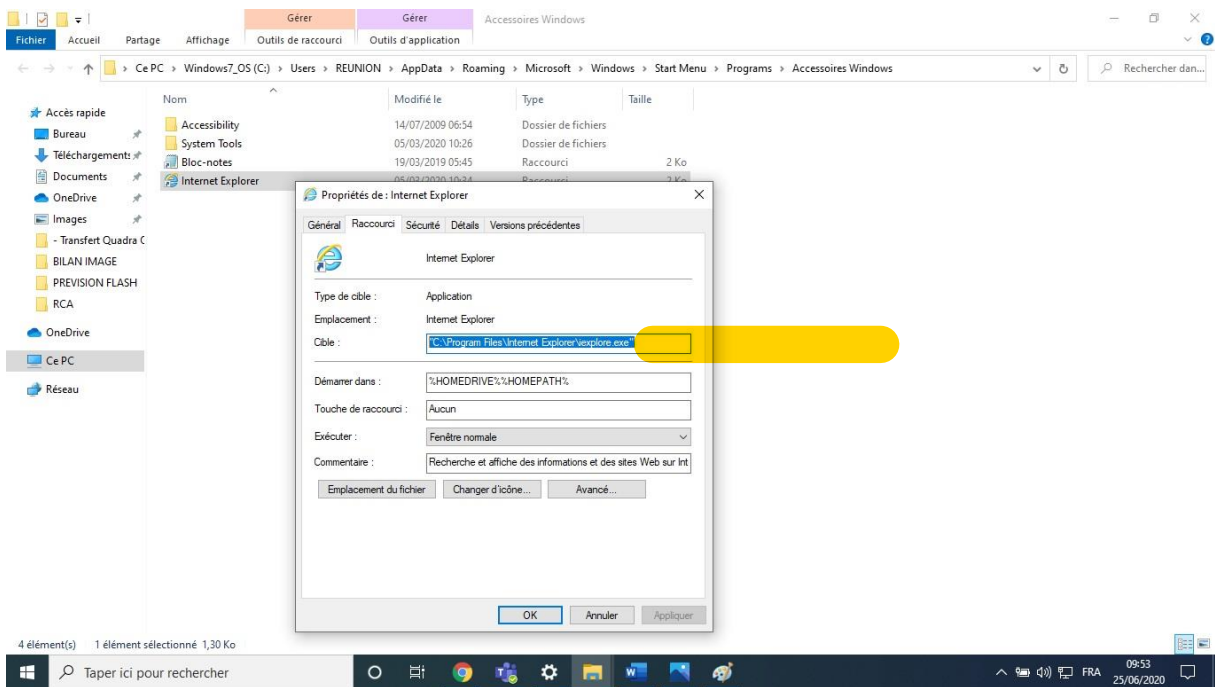 Gérer
Gérer
Accessoires Windows
Fichier Accueil Partage Affichage Outils de raccourci Outils d'application
Ce PC > Windows7_OS (C:) > Users > REUNION > AppData > Roaming > Microsoft > Windows > Start Menu > Programs > Accessoires Windows
Rechercher dan...
Nom Modifié le Type Taille
Accès rapide
Bureau
Téléchargements
Documents
OneDrive
Images
- Transfert Quadra C
BILAN IMAGE
PREVISION FLASH
RCA
OneDrive
Ce PC
Réseau
Accessibility 14/07/2009 06:54 Dossier de fichiers
System Tools 05/03/2020 10:26 Dossier de fichiers
Bloc-notes 19/03/2019 05:45 Raccourci 2 Ko
Internet Explorer 05/03/2020 10:34 Raccourci 2 Ko
Propriétés de : Internet Explorer
Général Raccourci Sécurité Détails Versions précédentes
Internet Explorer
Type de cible : Application
Emplacement : Internet Explorer
Cible : "C:\Program Files\Internet Explorer\iexplore.exe"
Démarrer dans : %HOMEDRIVE%%HOMEPATH%
Touche de raccourci : Aucun
Exécuter : Fenêtre normale
Commentaire : Recherche et affiche des informations et des sites Web sur Int
Emplacement du fichier Changer d'icône... Avancé...
OK Annuler Appliquer
4 élément(s) 1 élément sélectionné 1,30 Ko
Taper ici pour rechercher
FRA
09:53
25/06/2020